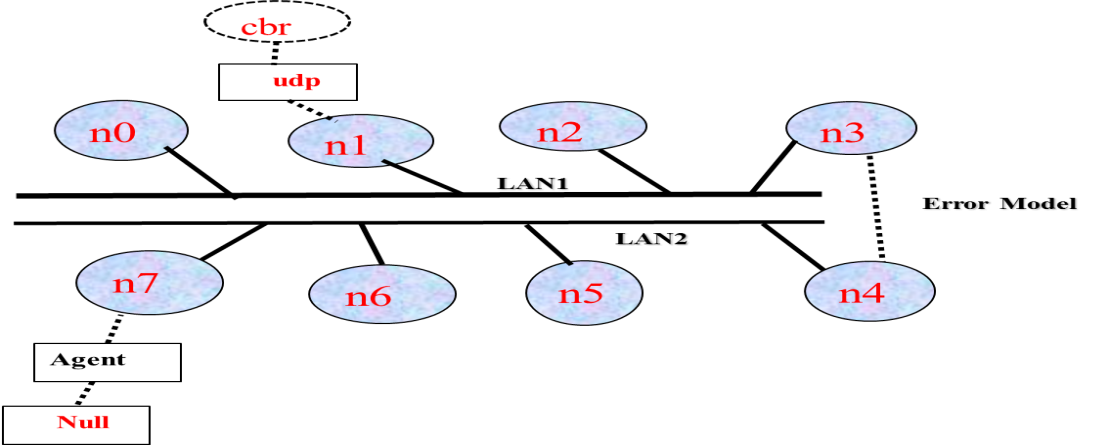 cbr
udp
n0
n1
n2
n3
LAN1
Error Model
LAN2
n7
n6
n5
n4
Agent
Null